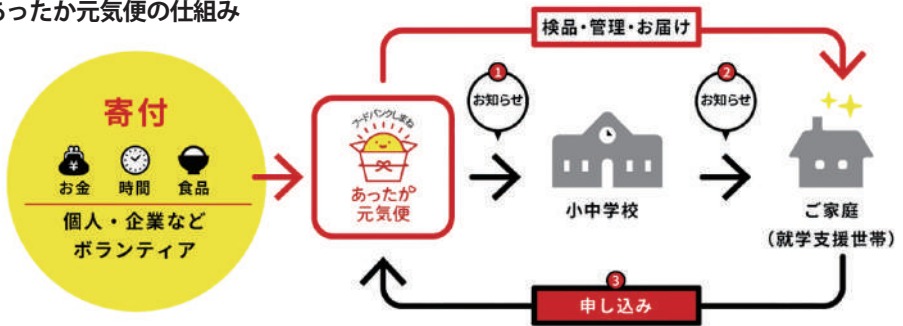 あったか元気便の仕組み
検品・管理・お届け
寄付
お金 時間 食品
個人・企業など
ボランティア
フードバンクしまね
あったか
元気便
1
お知らせ
小中学校
2
お知らせ
ご家庭
(就学支援世帯)
3
申し込み